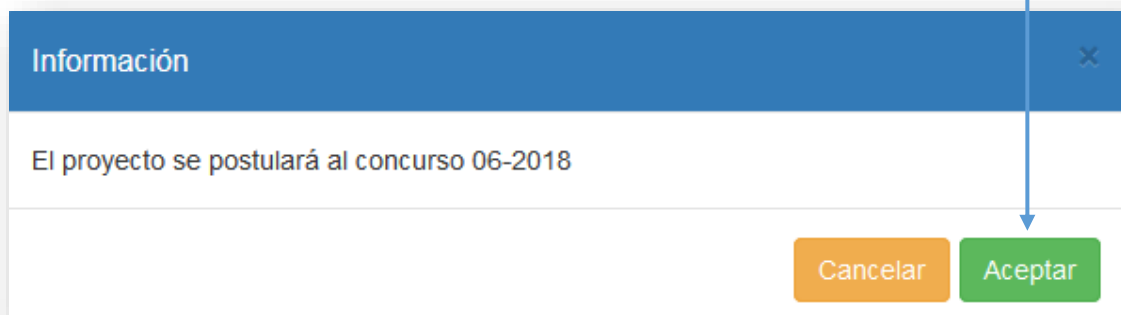 Información
El proyecto se postulará al concurso 06-2018
Cancelar Aceptar